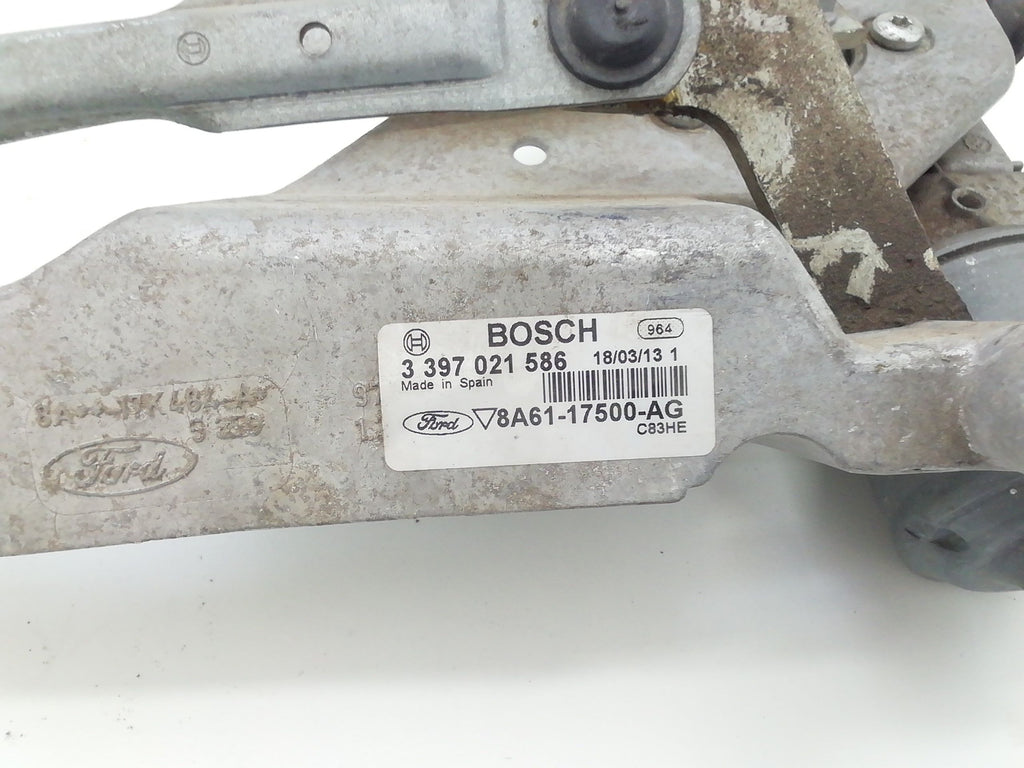 BOSCH 964
3 397 021 586 18/03/13 1
Made in Spain
Ford 8A61-17500-AG
C83HE
Ford